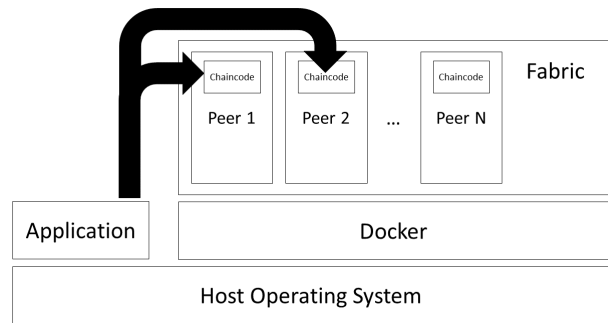 Chaincode
Chaincode
Chaincode
Fabric
Peer 1
Peer 2
...
Peer N
Application
Docker
Host Operating System